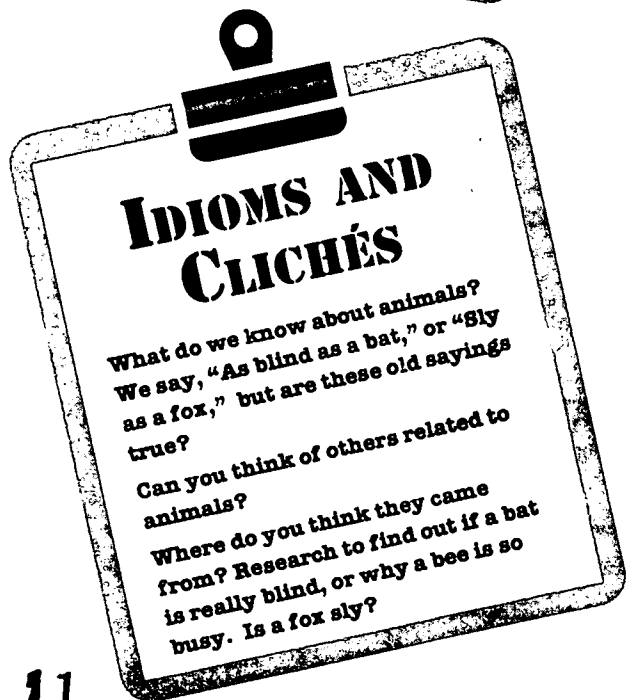 IDIOMS AND
CLICHÉS
What do we know about animals?
We say, “As blind as a bat,” or “Sly
as a fox,” but are these old sayings
true?
Can you think of others related to
animals?
Where do you think they came
from? Research to find out if a bat
is really blind, or why a bee is so
busy. Is a fox sly?
11